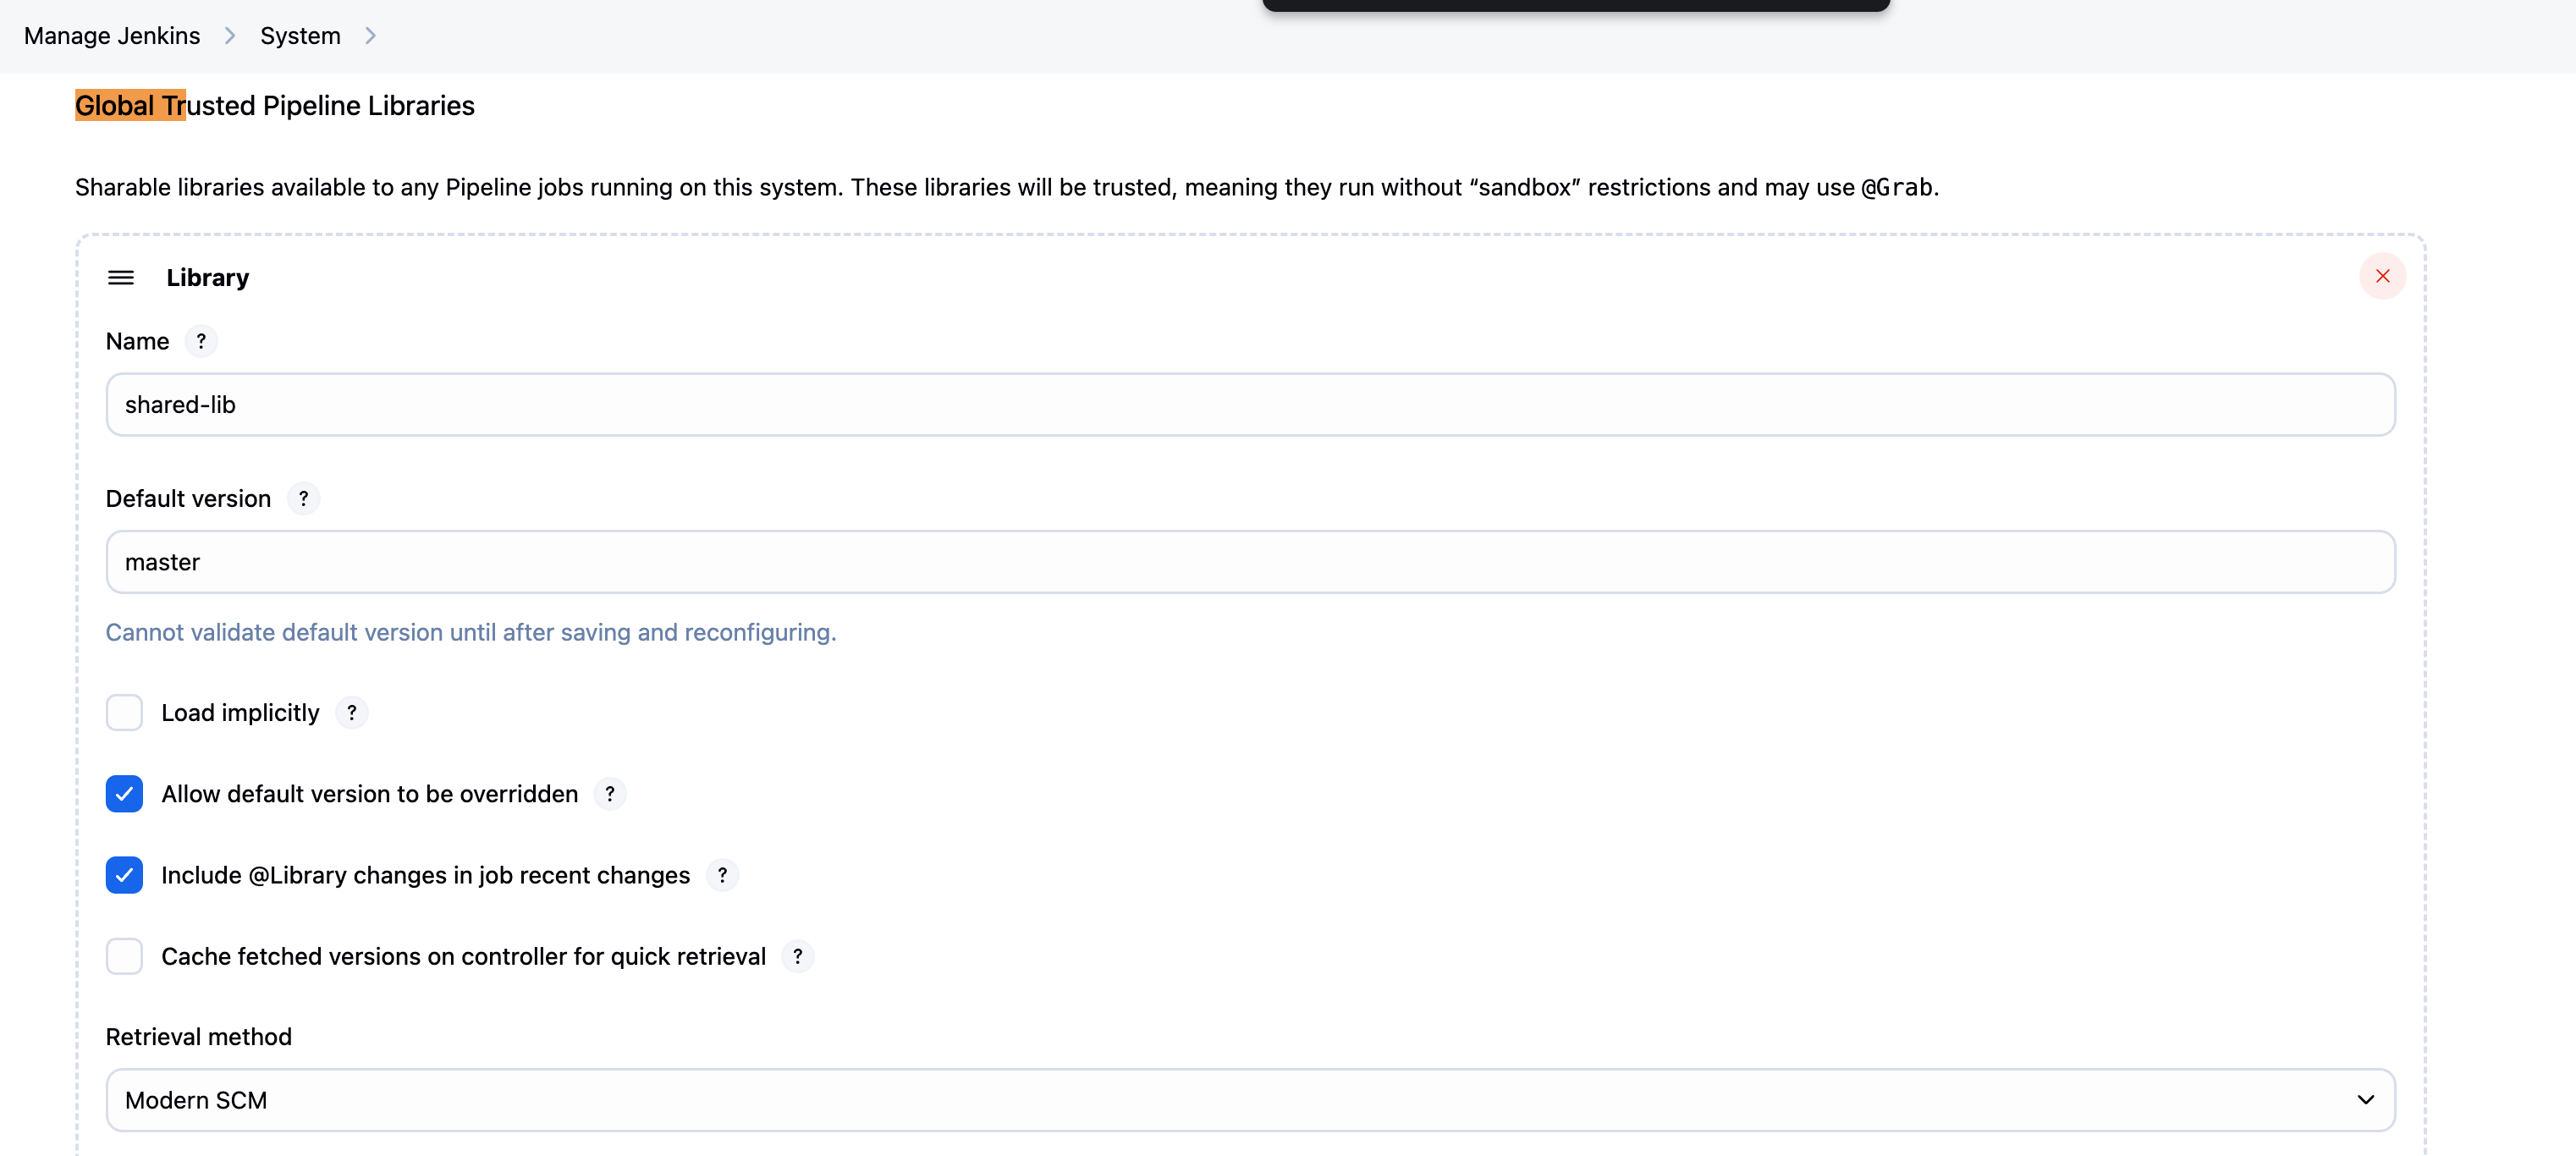 Manage Jenkins > System >
Global Trusted Pipeline Libraries
Sharable libraries available to any Pipeline jobs running on this system. These libraries will be trusted, meaning they run without “sandbox” restrictions and may use @Grab.
Library
Name ?
shared-lib
Default version ?
master
Cannot validate default version until after saving and reconfiguring.
Load implicitly ?
Allow default version to be overridden ?
Include @Library changes in job recent changes ?
Cache fetched versions on controller for quick retrieval ?
Retrieval method
Modern SCM